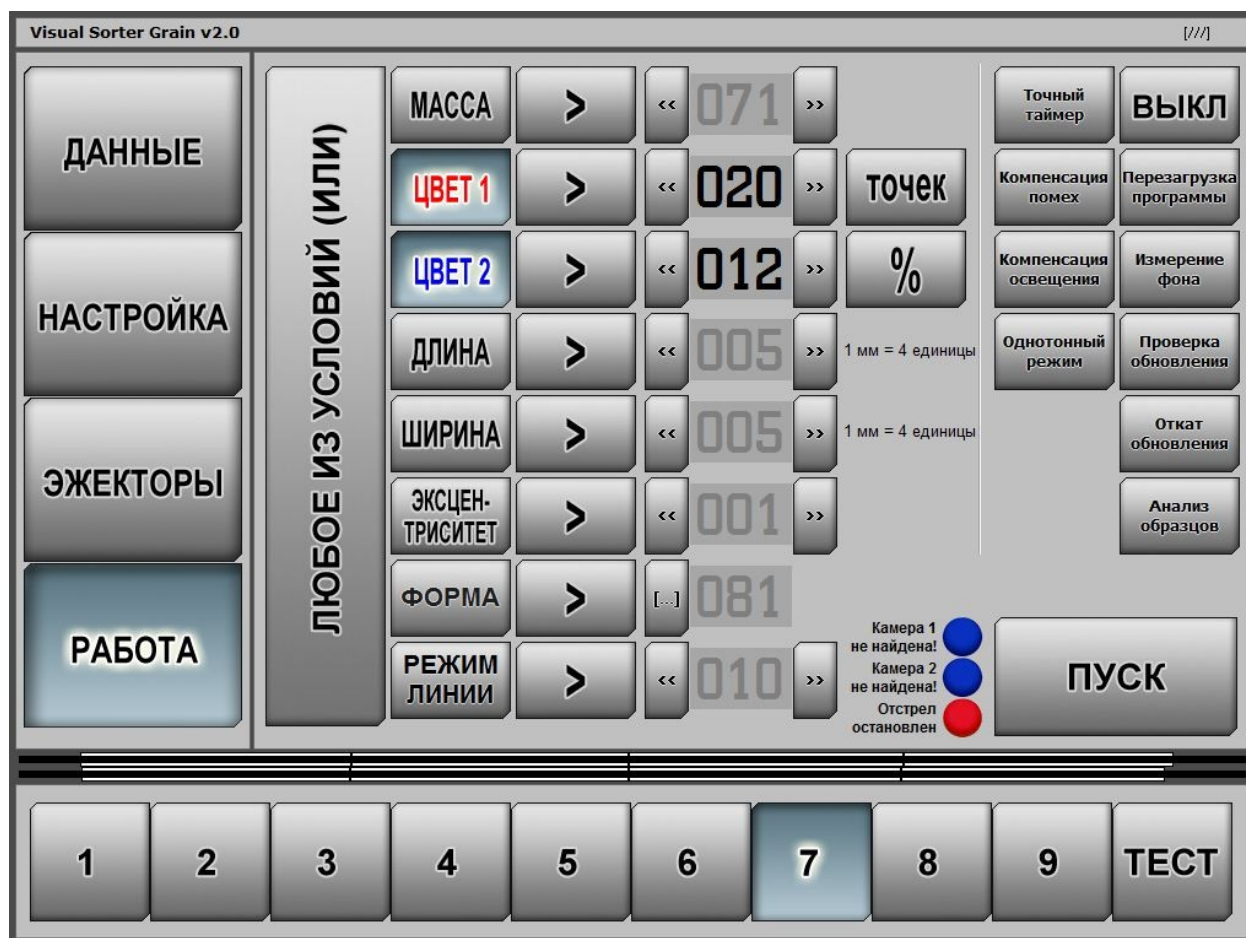 Visual Sorter Grain v2.0
[///]
ДАННЫЕ
НАСТРОЙКА
ЭЖЕКТОРЫ
РАБОТА
ЛЮБОЕ ИЗ УСЛОВИЙ (ИЛИ)
МАССА > << 071 >>
ЦВЕТ 1 > << 020 >> точек
ЦВЕТ 2 > << 012 >> %
ДЛИНА > << 005 >> 1 мм = 4 единицы
ШИРИНА > << 005 >> 1 мм = 4 единицы
ЭКСЦЕН-
ТРИСИТЕТ > << 001 >>
ФОРМА > [...] 081
РЕЖИМ
ЛИНИИ > << 010 >>
Точный
таймер
ВЫКЛ
Компенсация
помех
Перезагрузка
программы
Компенсация
освещения
Измерение
фона
Однотонный
режим
Проверка
обновления
Откат
обновления
Анализ
образцов
Камера 1
не найдена!
Камера 2
не найдена!
Отстрел
остановлен
ПУСК
1 2 3 4 5 6 7 8 9 ТЕСТ